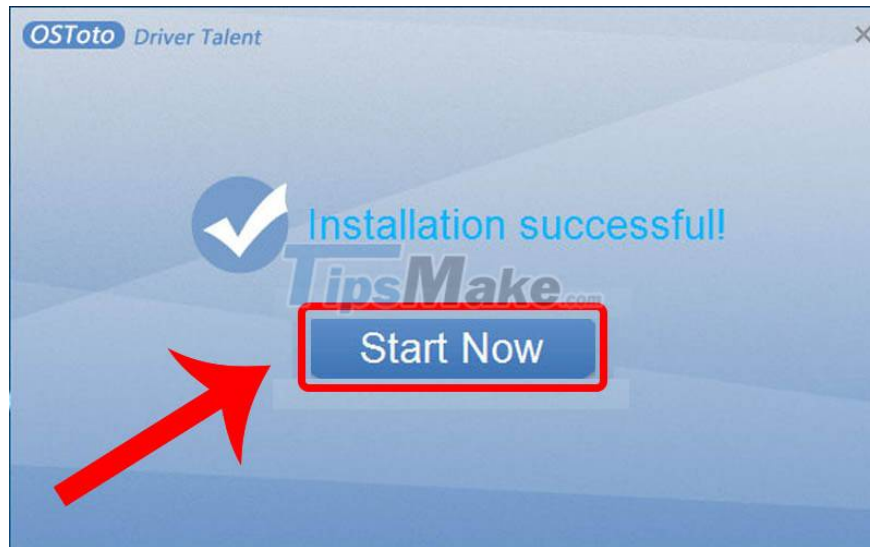 OSToto Driver Talent
Installation successful!
TipsMake.com
Start Now